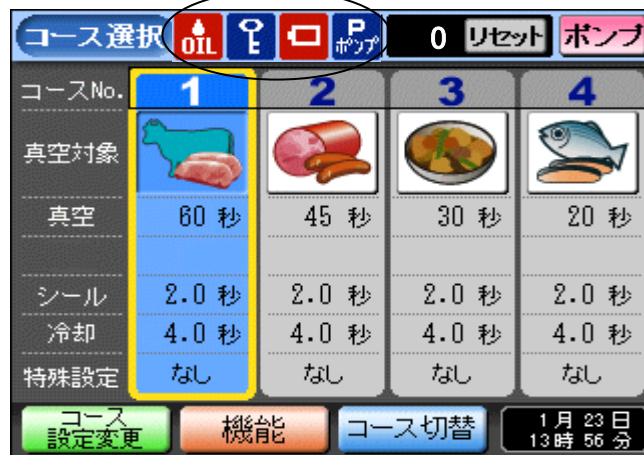 コース選択 OIL P ポンプ 0 リセット ポンプ
コースNo. 1 2 3 4
真空対象
真空 60 秒 45 秒 30 秒 20 秒
シール 2.0 秒 2.0 秒 2.0 秒 2.0 秒
冷却 4.0 秒 4.0 秒 4.0 秒 4.0 秒
特殊設定 なし なし なし なし
コース 設定変更 機能 コース切替 1月 23日
13時 56分